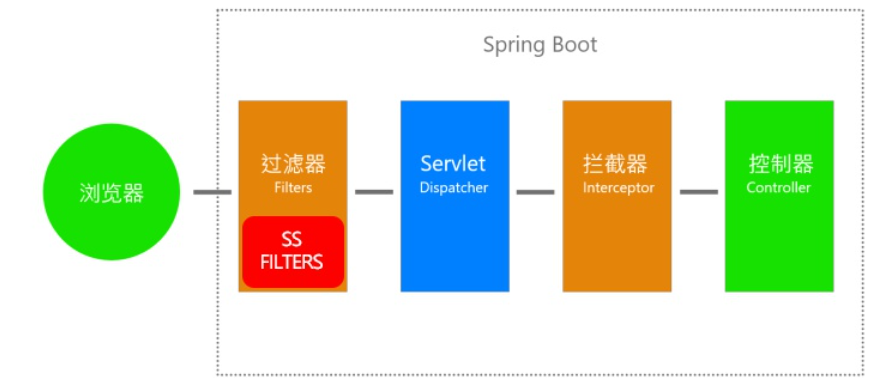 Spring Boot
浏览器
过滤器
Filters
SS
FILTERS
Servlet
Dispatcher
拦截器
Interceptor
控制器
Controller